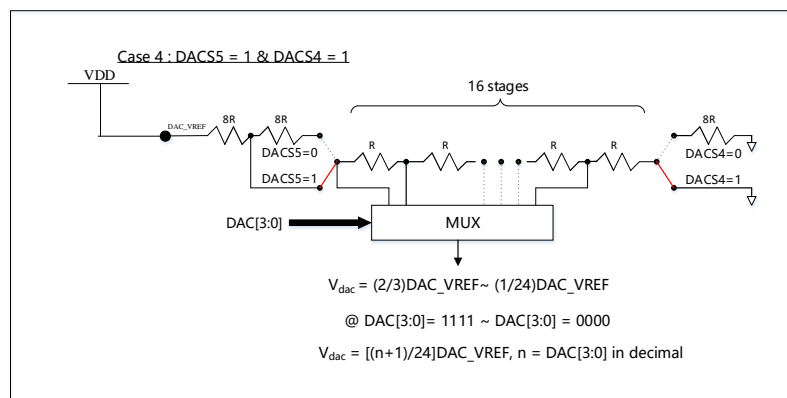 Case 4 : DACS5 = 1 & DACS4 = 1
VDD
16 stages
DAC_VREF
8R
8R
DACS5=0
DACS5=1
R
R
R
R
8R
DACS4=0
DACS4=1
DAC[3:0]
MUX
Vdac = (2/3)DAC_VREF~ (1/24)DAC_VREF
@ DAC[3:0]= 1111 ~ DAC[3:0] = 0000
Vdac = [(n+1)/24]DAC_VREF, n = DAC[3:0] in decimal